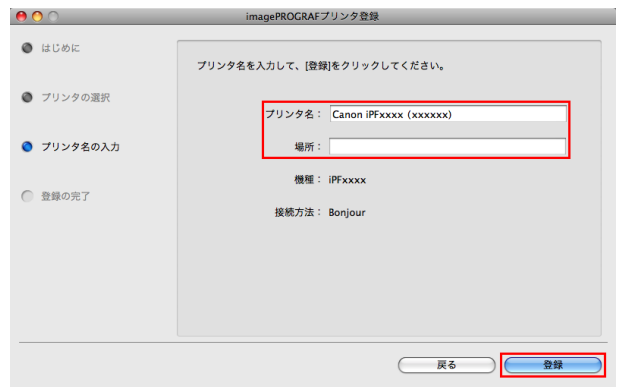 imagePROGRAFプリンタ登録
はじめに
プリンタの選択
プリンタ名の入力
登録の完了
プリンタ名を入力して、[登録]をクリックしてください。
プリンタ名： Canon iPFxxxx (xxxxxx)
場所：
機種： iPFxxxx
接続方法： Bonjour
戻る
登録